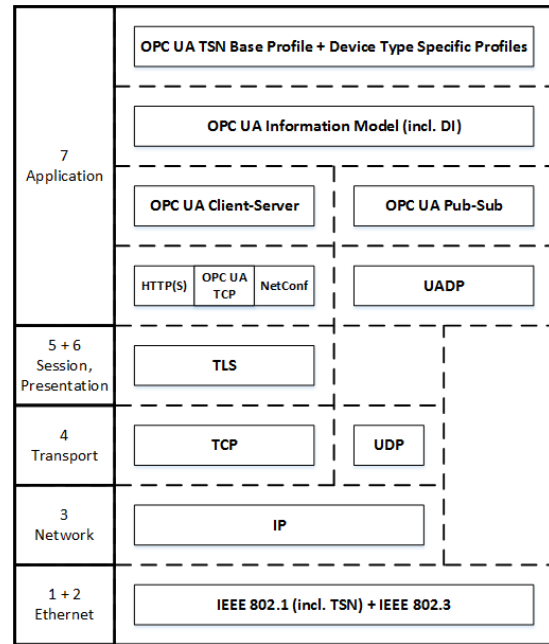 OPC UA TSN Base Profile + Device Type Specific Profiles
OPC UA Information Model (incl. DI)
7
Application
OPC UA Client-Server
OPC UA Pub-Sub
HTTP(S)
OPC UA
TCP
NetConf
UADP
5 + 6
Session,
Presentation
TLS
4
Transport
TCP
UDP
3
Network
IP
1 + 2
Ethernet
IEEE 802.1 (incl. TSN) + IEEE 802.3